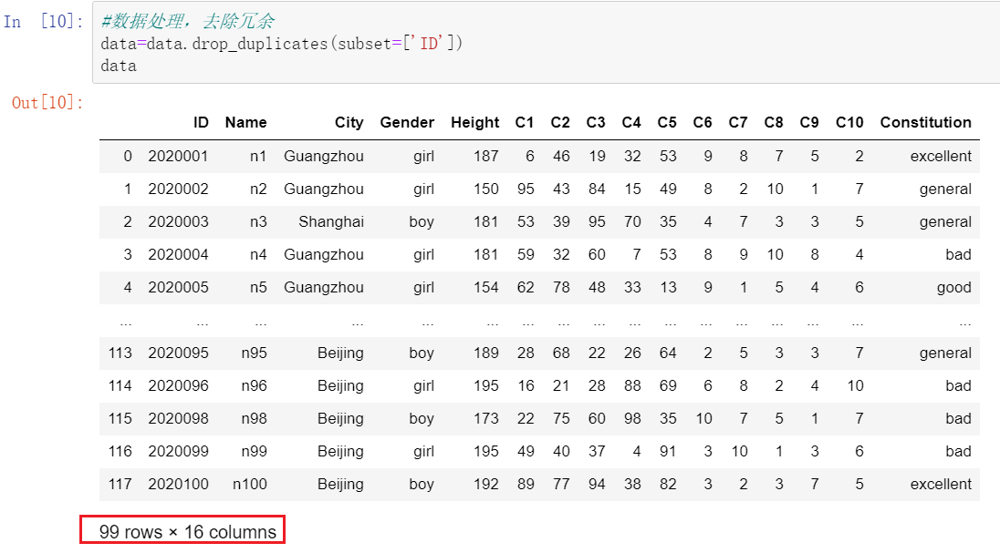 In [10]: #数据处理，去除冗余
data=data.drop_duplicates(subset=['ID'])
data
Out[10]:
ID Name City Gender Height C1 C2 C3 C4 C5 C6 C7 C8 C9 C10 Constitution
0 2020001 n1 Guangzhou girl 187 6 46 19 32 53 9 8 7 5 2 excellent
1 2020002 n2 Guangzhou girl 150 95 43 84 15 49 8 2 10 1 7 general
2 2020003 n3 Shanghai boy 181 53 39 95 70 35 4 7 3 3 5 general
3 2020004 n4 Guangzhou girl 181 59 32 60 7 53 8 9 10 8 4 bad
4 2020005 n5 Guangzhou girl 154 62 78 48 33 13 9 1 5 4 6 good
... ... ... ... ... ... ... ... ... ... ... ... ... ... ... ... ...
113 2020095 n95 Beijing boy 189 28 68 22 26 64 2 5 3 3 7 general
114 2020096 n96 Beijing girl 195 16 21 28 88 69 6 8 2 4 10 bad
115 2020098 n98 Beijing boy 173 22 75 60 98 35 10 7 5 1 7 bad
116 2020099 n99 Beijing girl 195 49 40 37 4 91 3 10 1 3 6 bad
117 2020100 n100 Beijing boy 192 89 77 94 38 82 3 2 3 7 5 excellent
99 rows × 16 columns